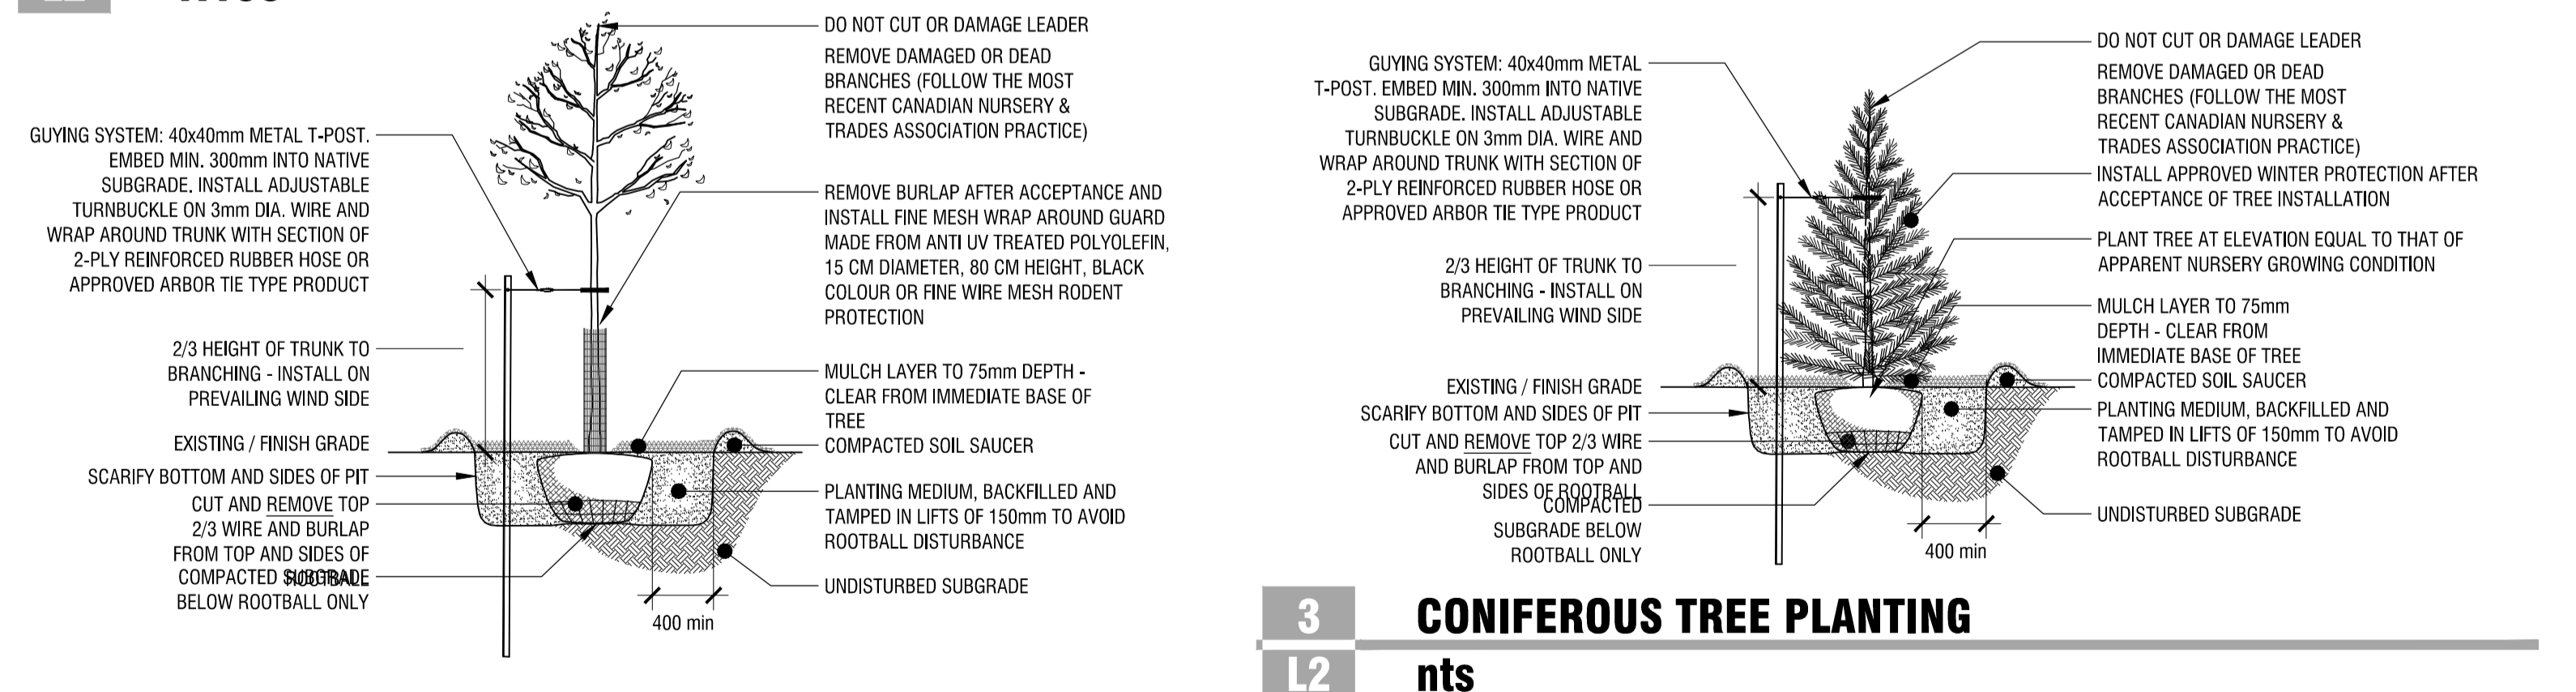 DO NOT CUT OR DAMAGE LEADER
REMOVE DAMAGED OR DEAD
BRANCHES (FOLLOW THE MOST
RECENT CANADIAN NURSERY &
TRADES ASSOCIATION PRACTICE)
GUYING SYSTEM: 40x40mm METAL T-POST.
EMBED MIN. 300mm INTO NATIVE
SUBGRADE. INSTALL ADJUSTABLE
TURNBUCKLE ON 3mm DIA. WIRE AND
WRAP AROUND TRUNK WITH SECTION OF
2-PLY REINFORCED RUBBER HOSE OR
APPROVED ARBOR TIE TYPE PRODUCT
2/3 HEIGHT OF TRUNK TO
BRANCHING - INSTALL ON
PREVAILING WIND SIDE
EXISTING / FINISH GRADE
SCARIFY BOTTOM AND SIDES OF PIT
CUT AND REMOVE TOP
2/3 WIRE AND BURLAP
FROM TOP AND SIDES OF
ROOTBALL
COMPACTED SUBGRADE
BELOW ROOTBALL ONLY
REMOVE BURLAP AFTER ACCEPTANCE AND
INSTALL FINE MESH WRAP AROUND GUARD
MADE FROM ANTI UV TREATED POLYOLEFIN,
15 CM DIAMETER, 80 CM HEIGHT, BLACK
COLOUR OR FINE WIRE MESH RODENT
PROTECTION
MULCH LAYER TO 75mm DEPTH -
CLEAR FROM IMMEDIATE BASE OF
TREE
COMPACTED SOIL SAUCER
PLANTING MEDIUM, BACKFILLED AND
TAMPED IN LIFTS OF 150mm TO AVOID
ROOTBALL DISTURBANCE
UNDISTURBED SUBGRADE
400 min
GUYING SYSTEM: 40x40mm METAL
T-POST. EMBED MIN. 300mm INTO NATIVE
SUBGRADE. INSTALL ADJUSTABLE
TURNBUCKLE ON 3mm DIA. WIRE AND
WRAP AROUND TRUNK WITH SECTION OF
2-PLY REINFORCED RUBBER HOSE OR
APPROVED ARBOR TIE TYPE PRODUCT
2/3 HEIGHT OF TRUNK TO
BRANCHING - INSTALL ON
PREVAILING WIND SIDE
EXISTING / FINISH GRADE
SCARIFY BOTTOM AND SIDES OF PIT
CUT AND REMOVE TOP 2/3 WIRE
AND BURLAP FROM TOP AND
SIDES OF ROOTBALL
COMPACTED
SUBGRADE BELOW
ROOTBALL ONLY
DO NOT CUT OR DAMAGE LEADER
REMOVE DAMAGED OR DEAD
BRANCHES (FOLLOW THE MOST
RECENT CANADIAN NURSERY &
TRADES ASSOCIATION PRACTICE)
INSTALL APPROVED WINTER PROTECTION AFTER
ACCEPTANCE OF TREE INSTALLATION
PLANT TREE AT ELEVATION EQUAL TO THAT OF
APPARENT NURSERY GROWING CONDITION
MULCH LAYER TO 75mm
DEPTH - CLEAR FROM
IMMEDIATE BASE OF TREE
COMPACTED SOIL SAUCER
PLANTING MEDIUM, BACKFILLED AND
TAMPED IN LIFTS OF 150mm TO AVOID
ROOTBALL DISTURBANCE
UNDISTURBED SUBGRADE
400 min
3
CONIFEROUS TREE PLANTING
L2
nts